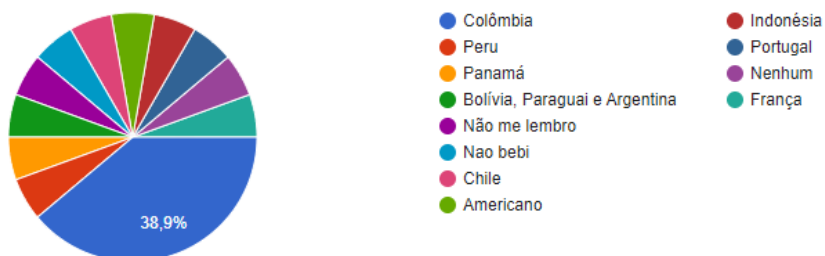 38,9%
Colômbia
Peru
Panamá
Bolívia, Paraguai e Argentina
Não me lembro
Nao bebi
Chile
Americano
Indonésia
Portugal
Nenhum
França